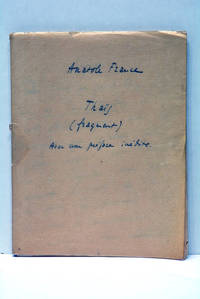 Anatole France
Thaïs
(fragment)
Avec une préface inédite.